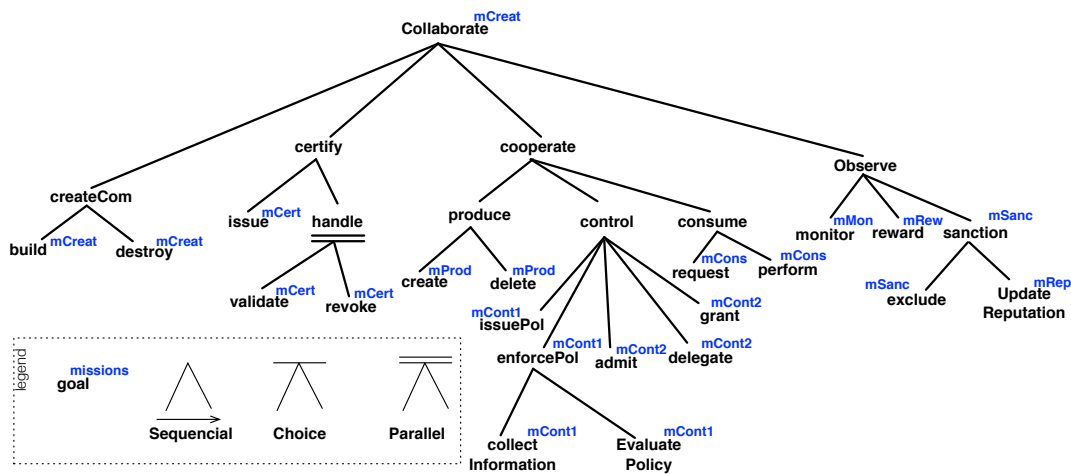 mCreat
Collaborate
certify
cooperate
Observe
createCom
mCreat
build
mCreat
destroy
mCert
issue
handle
produce
control
consume
mMon
monitor
mRew
reward
mSanc
sanction
mCert
validate
mCert
revoke
mProd
create
mProd
delete
mCons
request
mCons
perform
mSanc
exclude
mRep
Update
Reputation
mCont1
issuePol
mCont2
grant
mCont1
enforcePol
mCont2
admit
mCont2
delegate
mCont1
collect
Information
mCont1
Evaluate
Policy
legend
missions
goal
Sequencial
Choice
Parallel